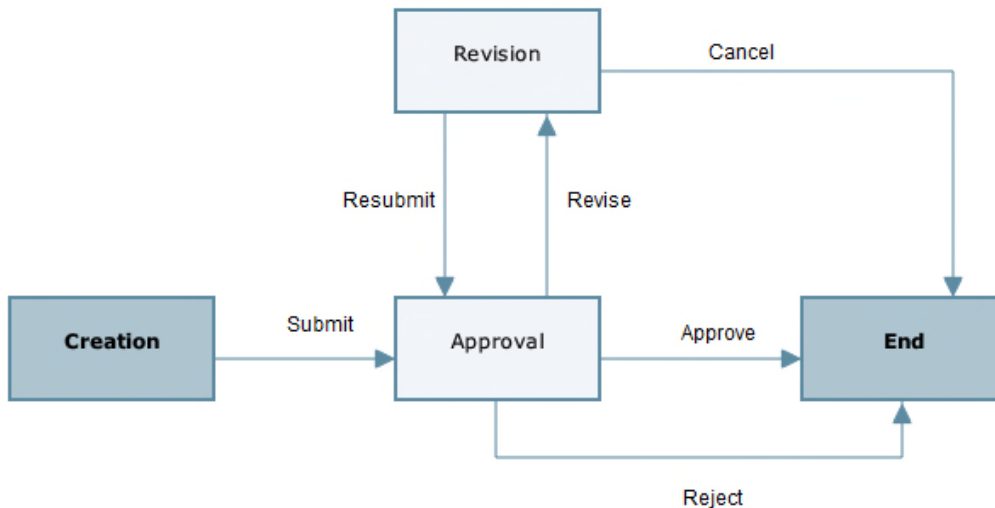 Revision
Cancel
Resubmit
Revise
Creation
Submit
Approval
Approve
End
Reject